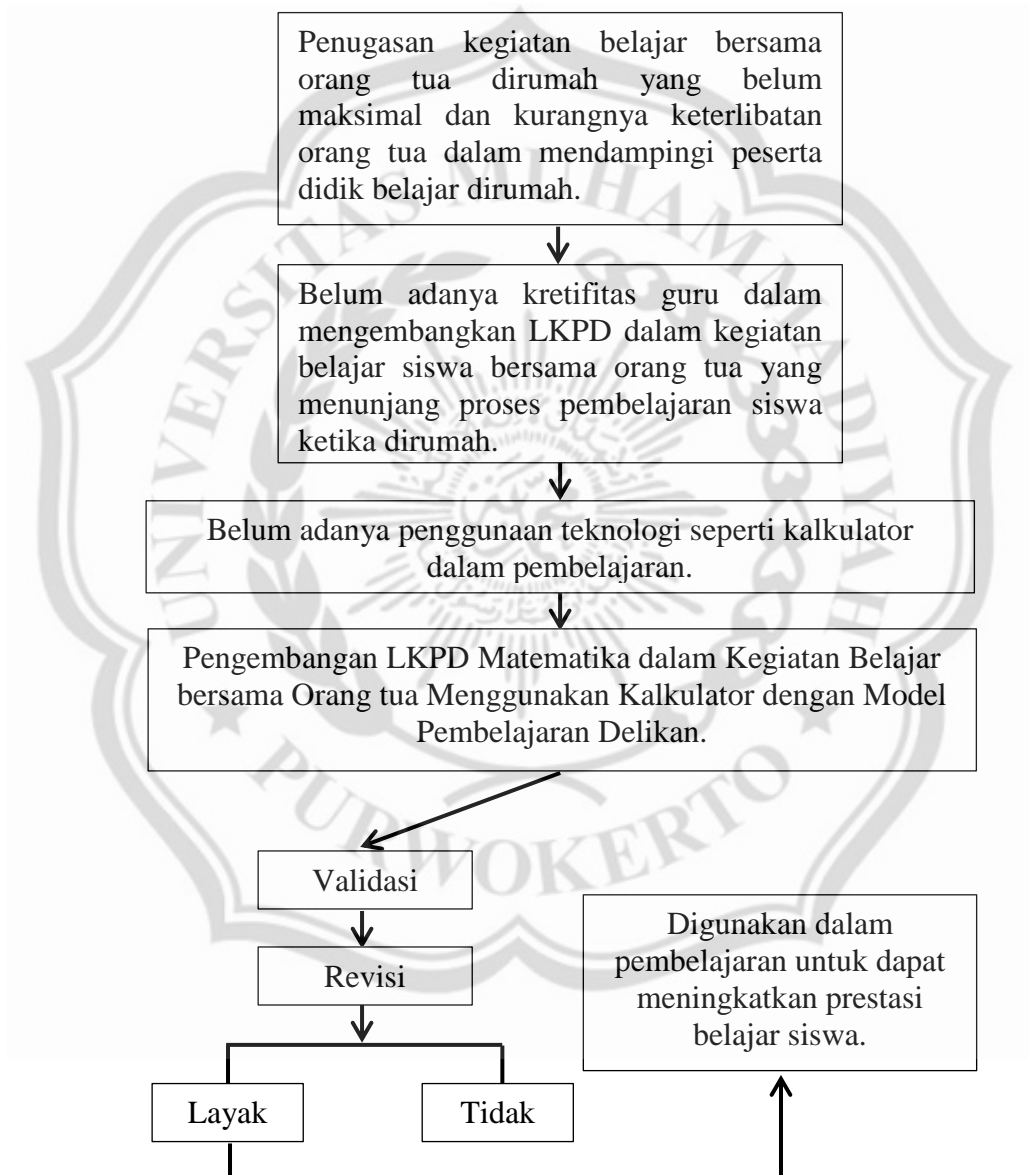 Penugasan kegiatan belajar bersama
orang tua dirumah yang belum
maksimal dan kurangnya keterlibatan
orang tua dalam mendampingi peserta
didik belajar dirumah.
Belum adanya kretifitas guru dalam
mengembangkan LKPD dalam kegiatan
belajar siswa bersama orang tua yang
menunjang proses pembelajaran siswa
ketika dirumah.
Belum adanya penggunaan teknologi seperti kalkulator
dalam pembelajaran.
Pengembangan LKPD Matematika dalam Kegiatan Belajar
bersama Orang tua Menggunakan Kalkulator dengan Model
Pembelajaran Delikan.
Validasi
Revisi
Digunakan dalam
pembelajaran untuk dapat
meningkatkan prestasi
belajar siswa.
Layak
Tidak
UNIVERSITAS MUHAMMADIYAH
PURWOKERTO